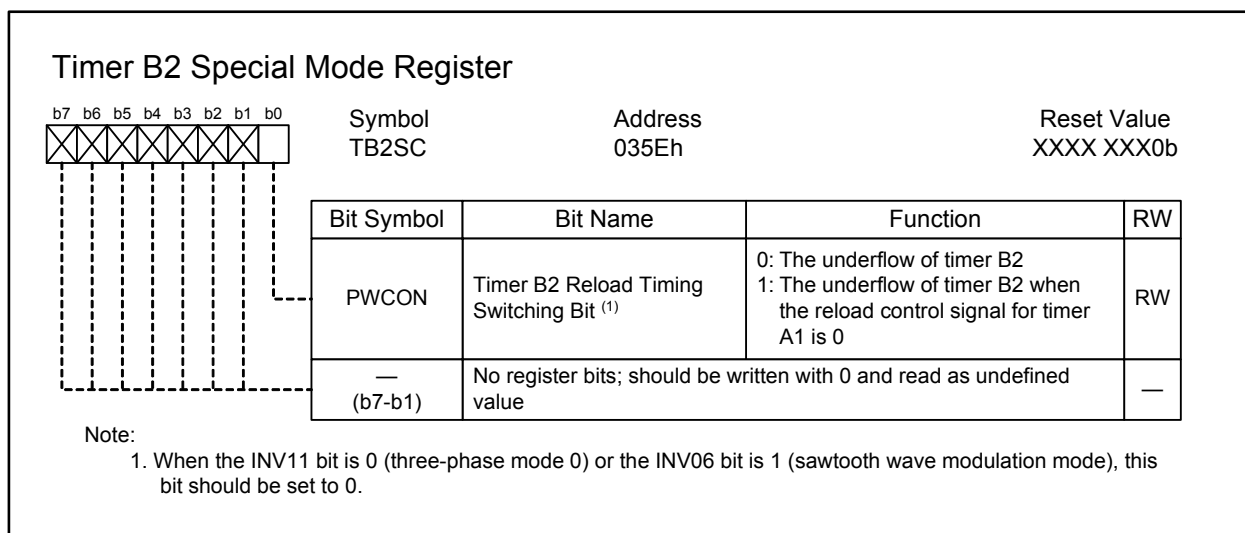 Timer B2 Special Mode Register
b7 b6 b5 b4 b3 b2 b1 b0
Symbol Address Reset Value
TB2SC 035Eh XXXX XXX0b
Bit Symbol Bit Name Function RW
PWCON
Timer B2 Reload Timing
Switching Bit (1)
0: The underflow of timer B2
1: The underflow of timer B2 when
the reload control signal for timer
A1 is 0
RW
—
(b7-b1)
No register bits; should be written with 0 and read as undefined
value
—
Note:
1. When the INV11 bit is 0 (three-phase mode 0) or the INV06 bit is 1 (sawtooth wave modulation mode), this
bit should be set to 0.